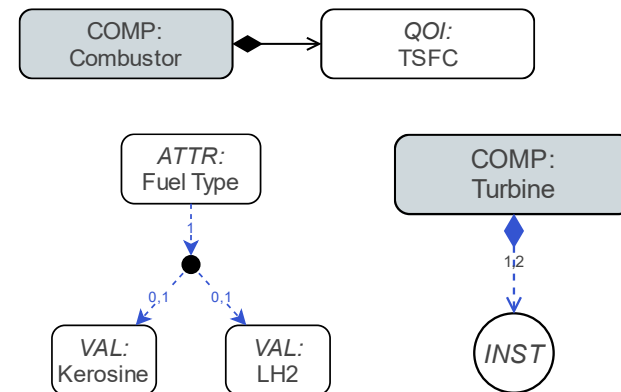 COMP:
Combustor
QOI:
TSFC
ATTR:
Fuel Type
1
0,1
0,1
VAL:
Kerosine
VAL:
LH2
COMP:
Turbine
1,2
INST